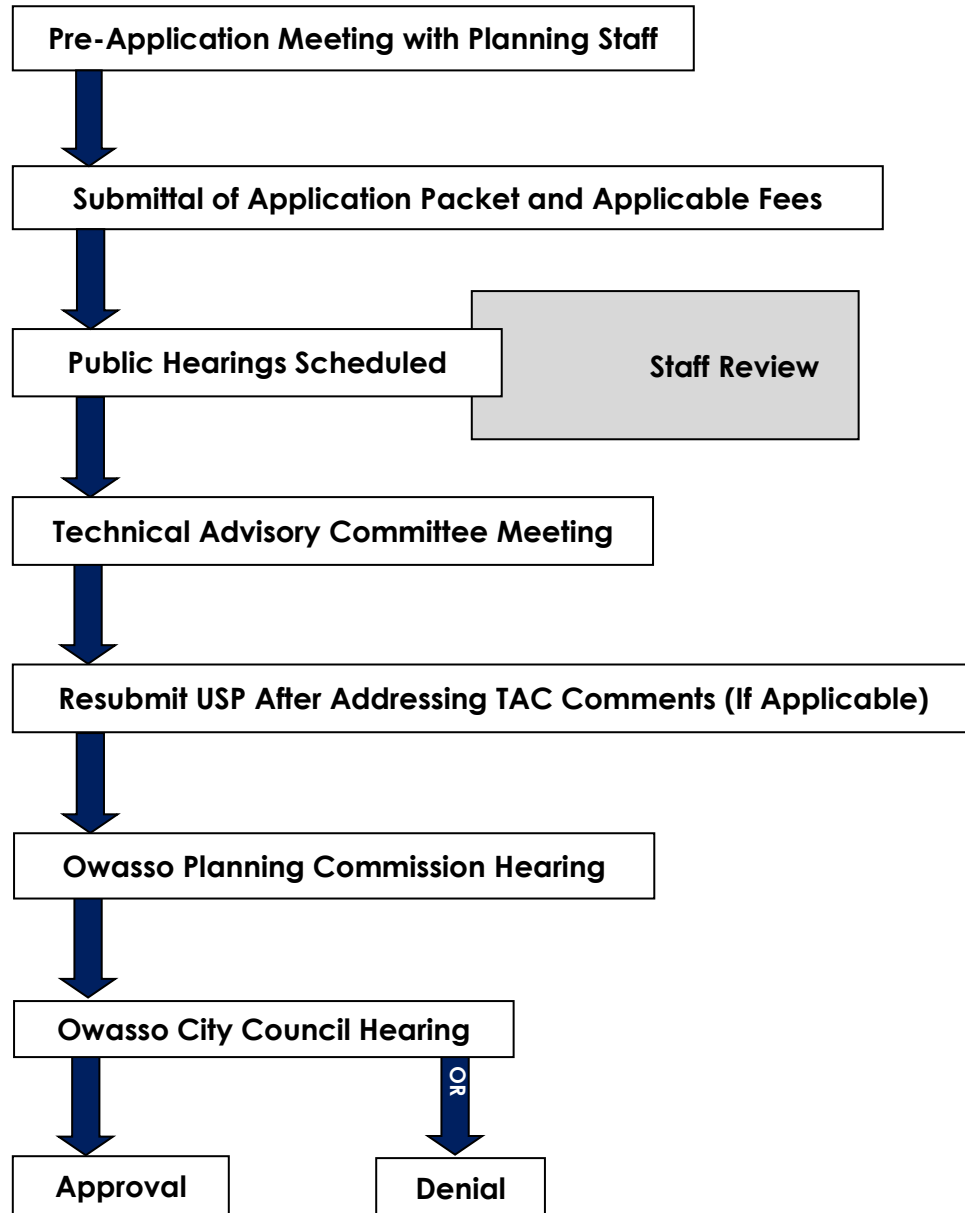 Pre-Application Meeting with Planning Staff
Submittal of Application Packet and Applicable Fees
Public Hearings Scheduled
Staff Review
Technical Advisory Committee Meeting
Resubmit USP After Addressing TAC Comments (If Applicable)
Owasso Planning Commission Hearing
Owasso City Council Hearing
OR
Approval
Denial